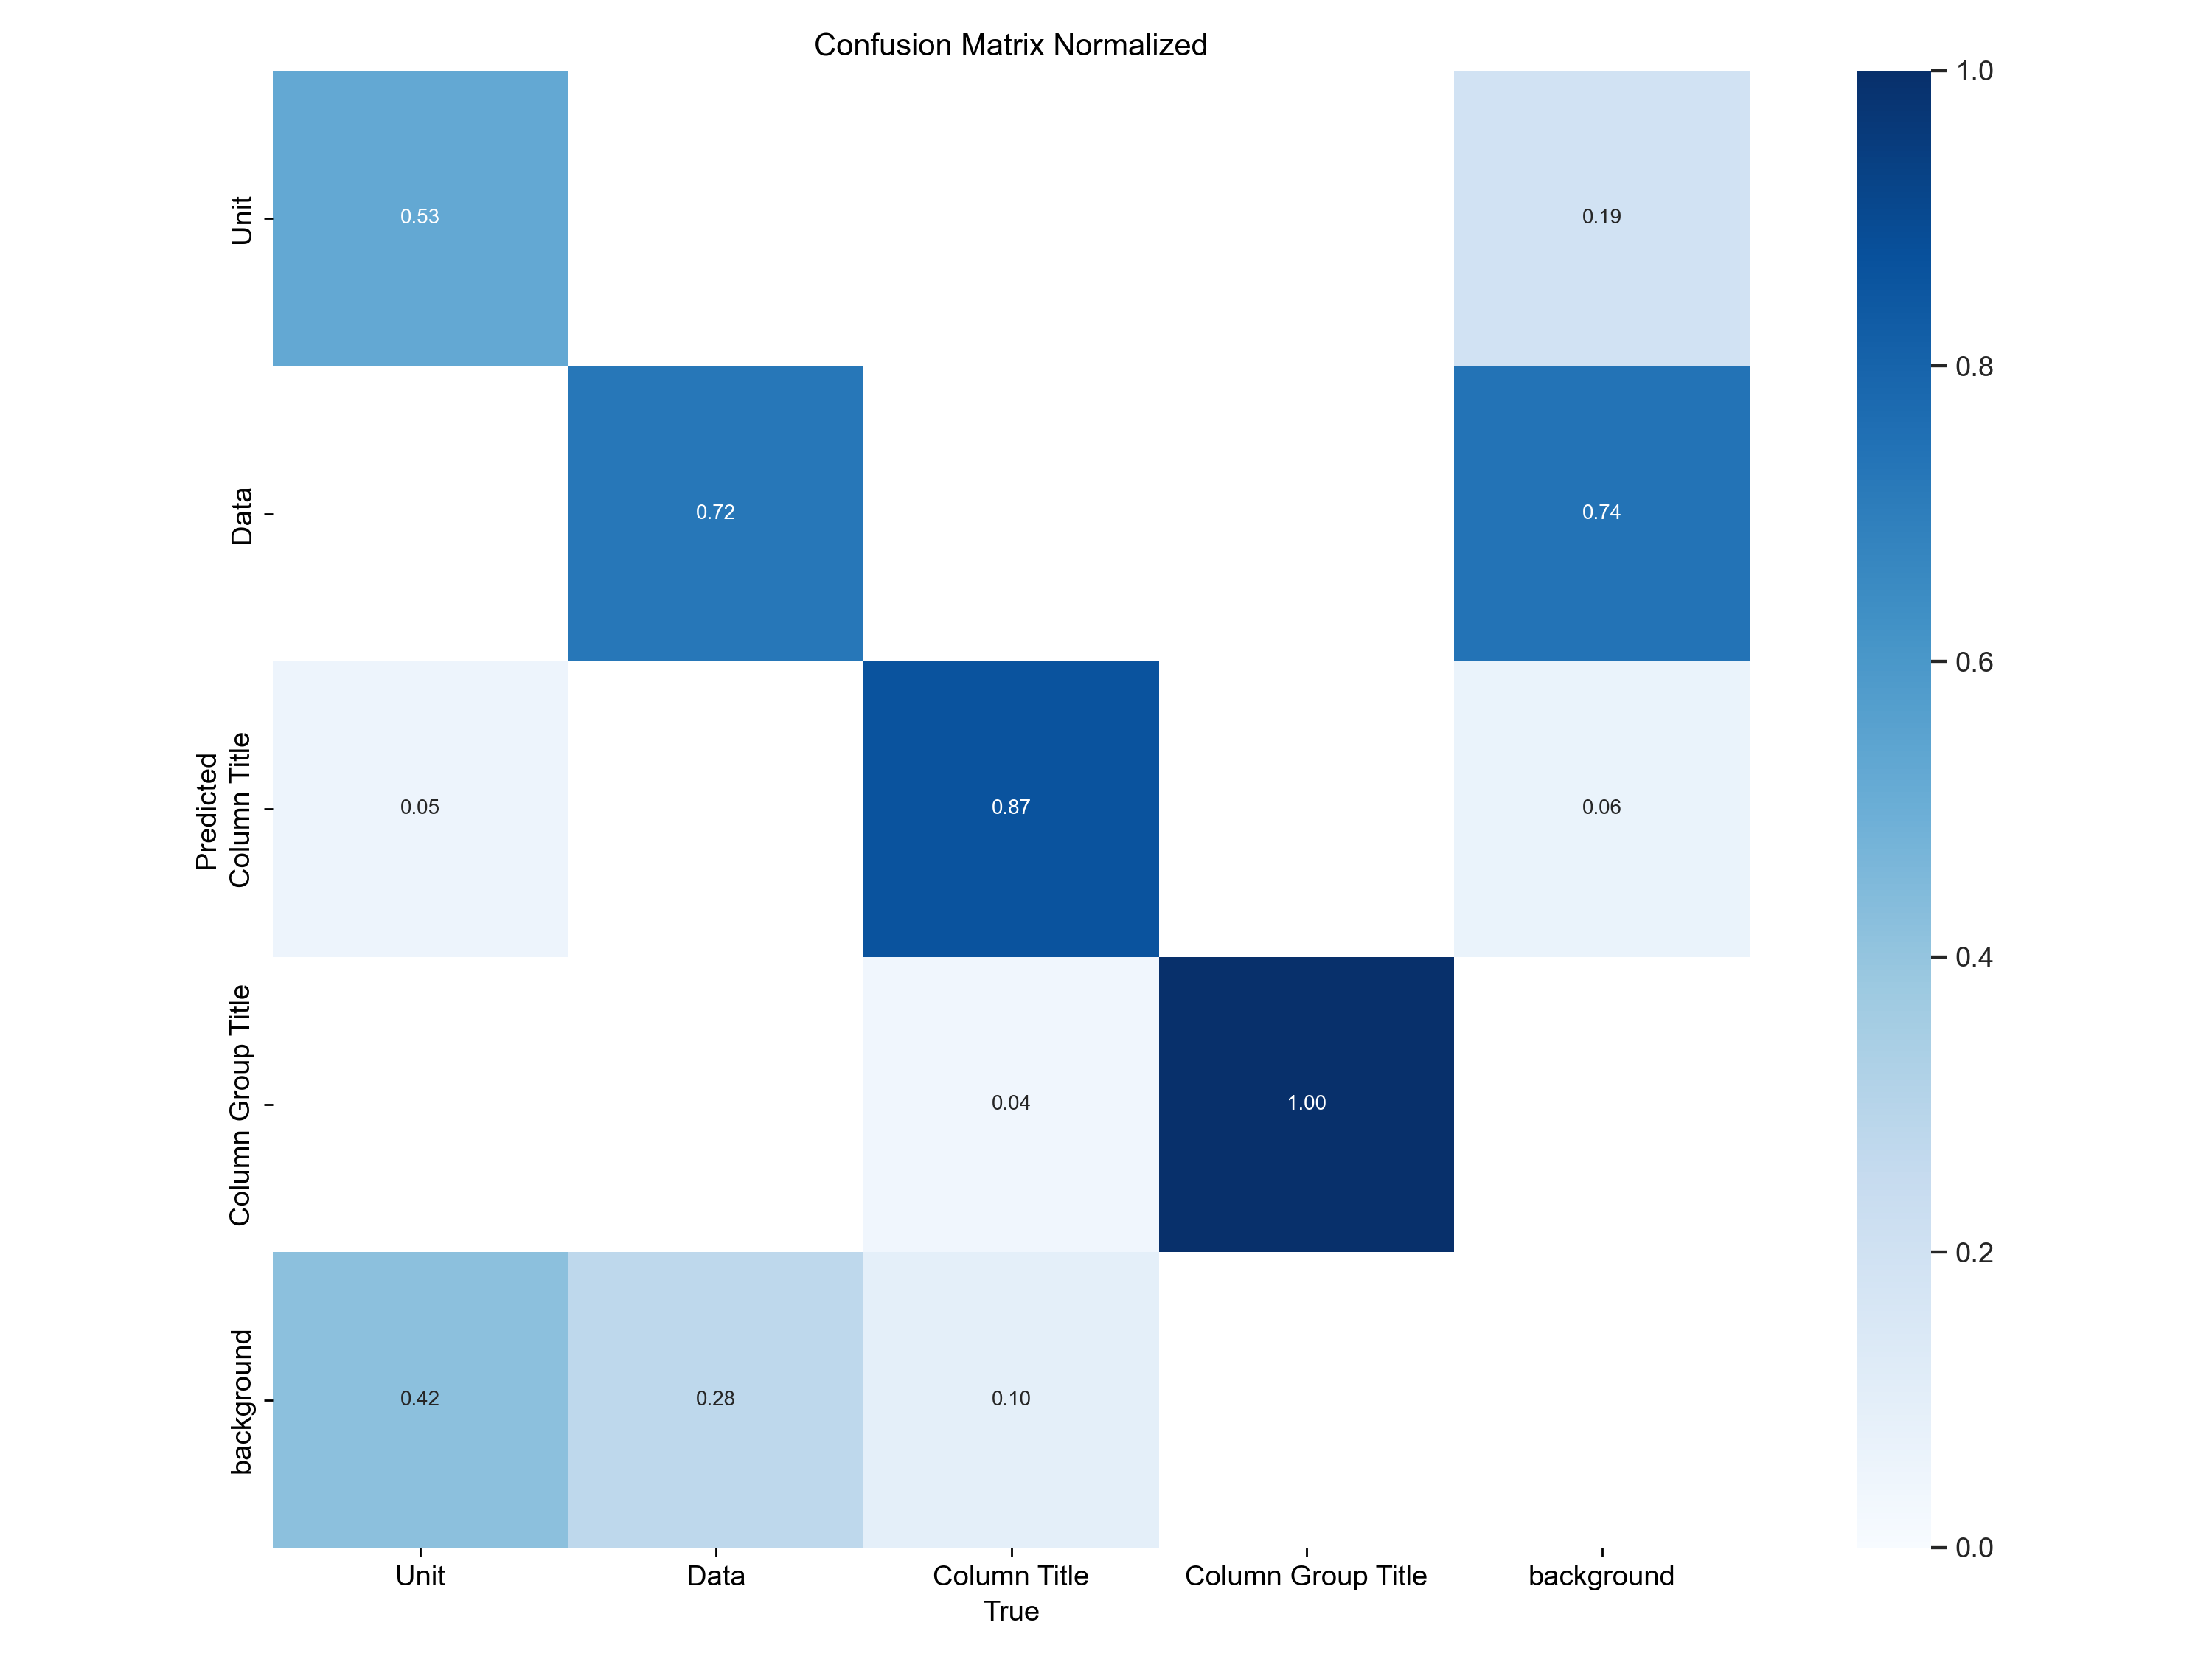 Confusion Matrix Normalized
Predicted
Unit
0.53
0.19
Data
0.72
0.74
Column Title
0.05
0.87
0.06
Column Group Title
0.04
1.00
background
0.42
0.28
0.10
Unit
Data
Column Title
Column Group Title
background
True
1.0
0.8
0.6
0.4
0.2
0.0